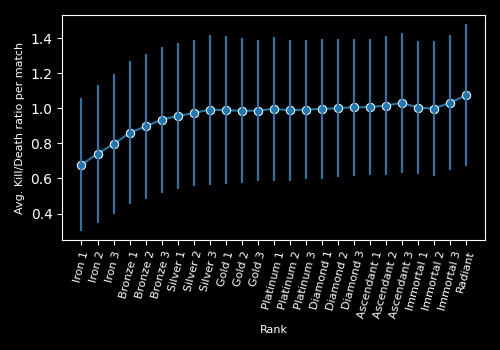 Avg. Kill/Death ratio per match
1.4
1.2
1.0
0.8
0.6
0.4
Iron 1
Iron 2
Iron 3
Bronze 1
Bronze 2
Bronze 3
Silver 1
Silver 2
Silver 3
Gold 1
Gold 2
Gold 3
Platinum 1
Platinum 2
Platinum 3
Diamond 1
Diamond 2
Diamond 3
Ascendant 1
Ascendant 2
Ascendant 3
Immortal 1
Immortal 2
Immortal 3
Radiant
Rank